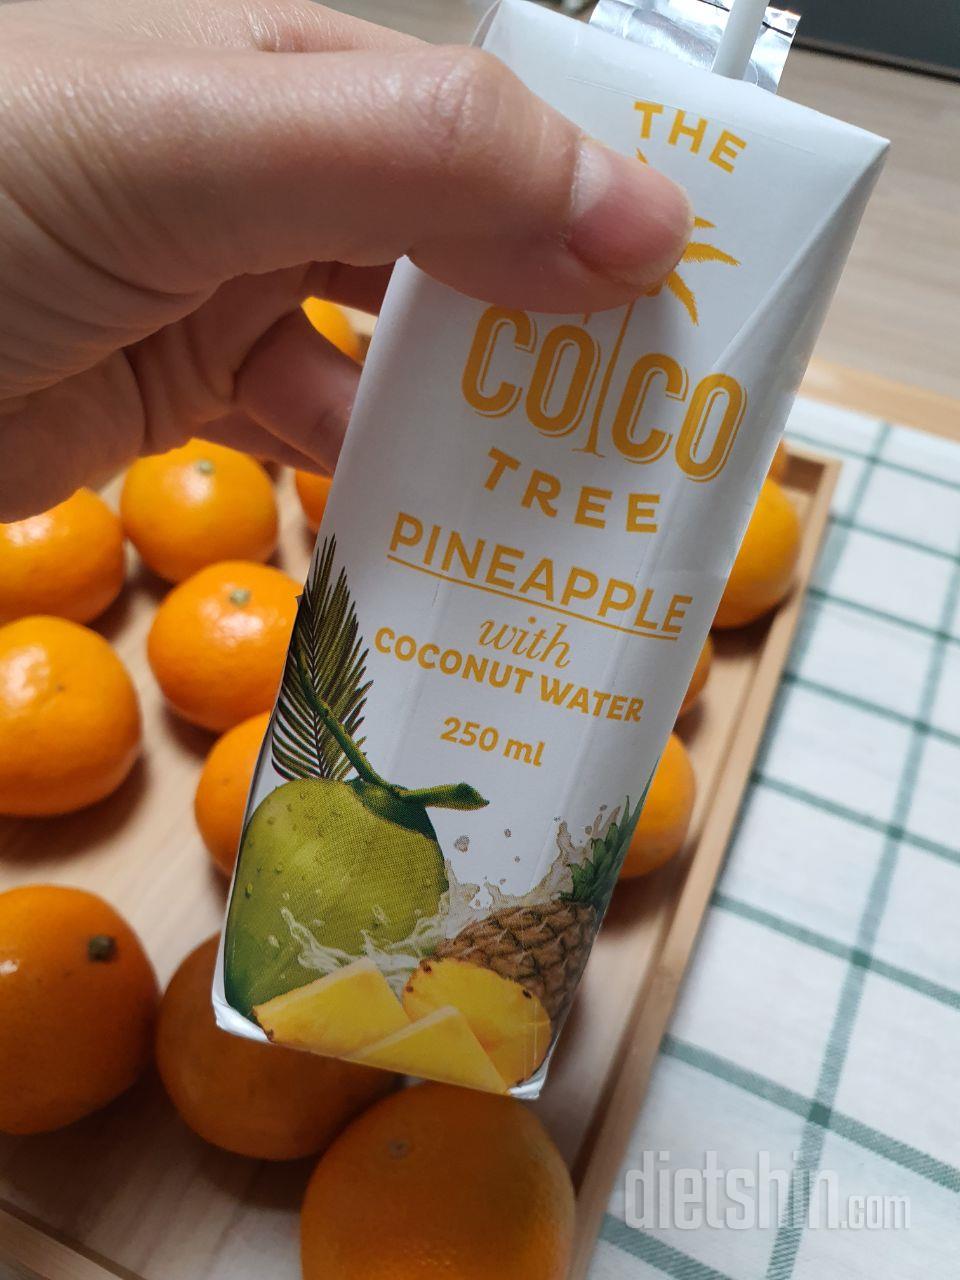 THE
COCO
TREE
PINEAPPLE
with
COCONUT WATER
250 ml
dietshin.com